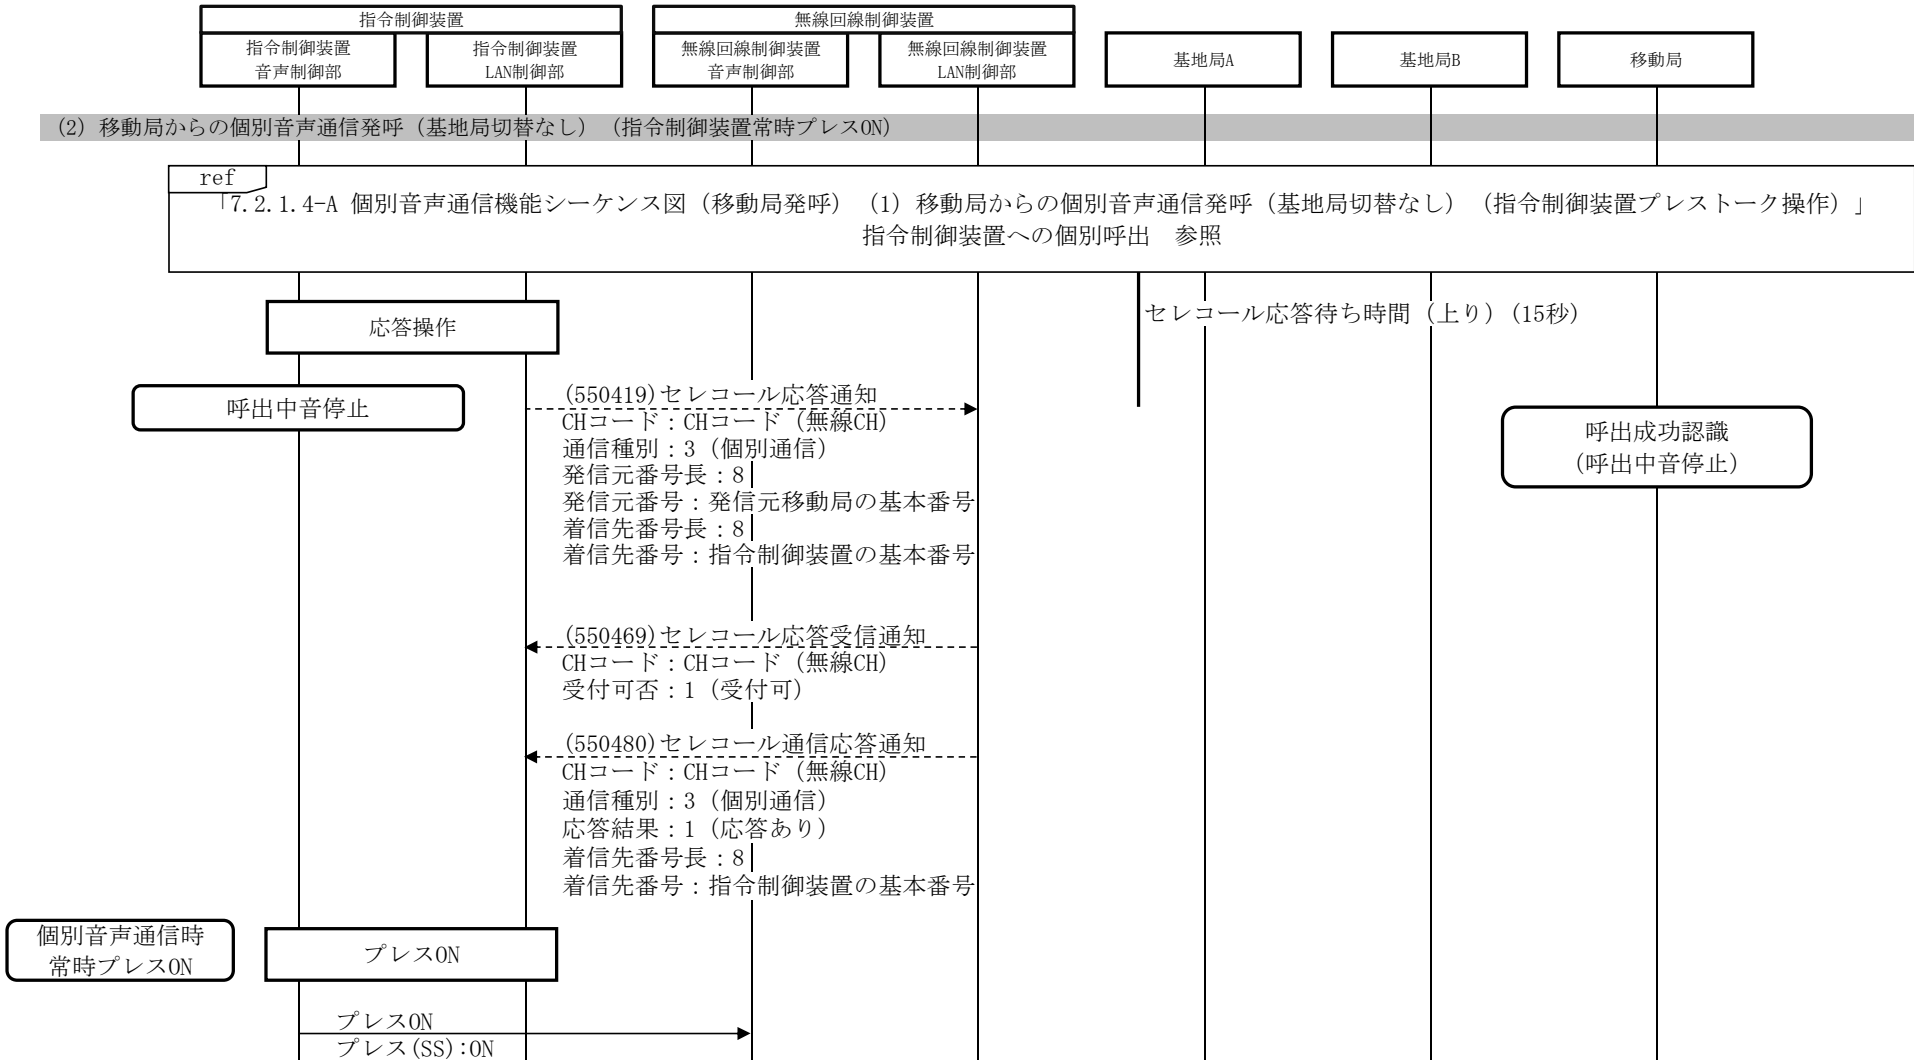 指令制御装置
無線回線制御装置
指令制御装置
音声制御部
指令制御装置
LAN制御部
無線回線制御装置
音声制御部
無線回線制御装置
LAN制御部
基地局A
基地局B
移動局
(2) 移動局からの個別音声通信発呼（基地局切替なし）（指令制御装置常時プレスON）
ref
「7.2.1.4-A 個別音声通信機能シーケンス図（移動局発呼）（1）移動局からの個別音声通信発呼（基地局切替なし）（指令制御装置プレストーク操作）」
指令制御装置への個別呼出　参照
セレコール応答待ち時間（上り）(15秒)
応答操作
呼出中音停止
(550419)セレコール応答通知
CHコード：CHコード（無線CH）
通信種別：3（個別通信）
発信元番号長：8
発信元番号：発信元移動局の基本番号
着信先番号長：8
着信先番号：指令制御装置の基本番号
呼出成功認識
（呼出中音停止）
(550469)セレコール応答受信通知
CHコード：CHコード（無線CH）
受付可否：1（受付可）
(550480)セレコール通信応答通知
CHコード：CHコード（無線CH）
通信種別：3（個別通信）
応答結果：1（応答あり）
着信先番号長：8
着信先番号：指令制御装置の基本番号
個別音声通信時
常時プレスON
プレスON
プレスON
プレス(SS):ON